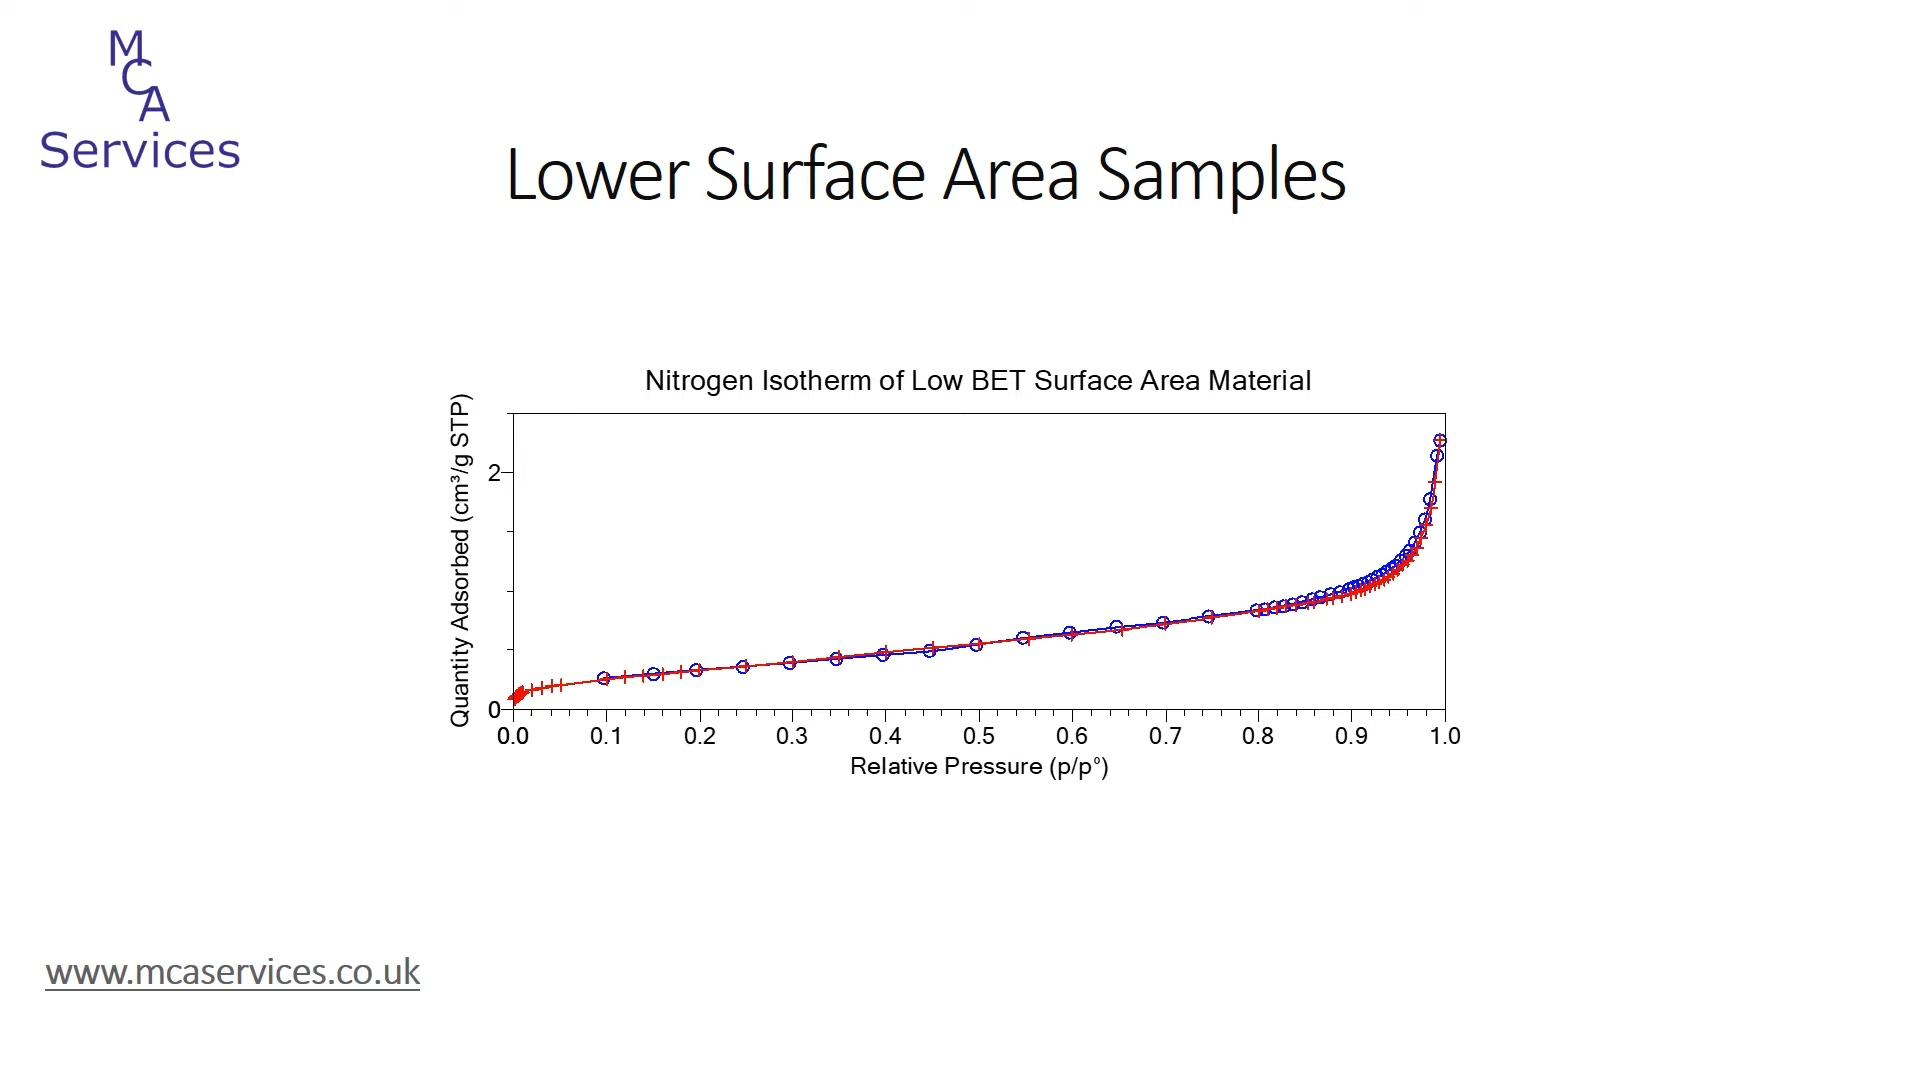 M
C
A
Services
Lower Surface Area Samples
Nitrogen Isotherm of Low BET Surface Area Material
Quantity Adsorbed (cm³/g STP)
2
0
0.0 0.1 0.2 0.3 0.4 0.5 0.6 0.7 0.8 0.9 1.0
Relative Pressure (p/p°)
www.mcaservices.co.uk